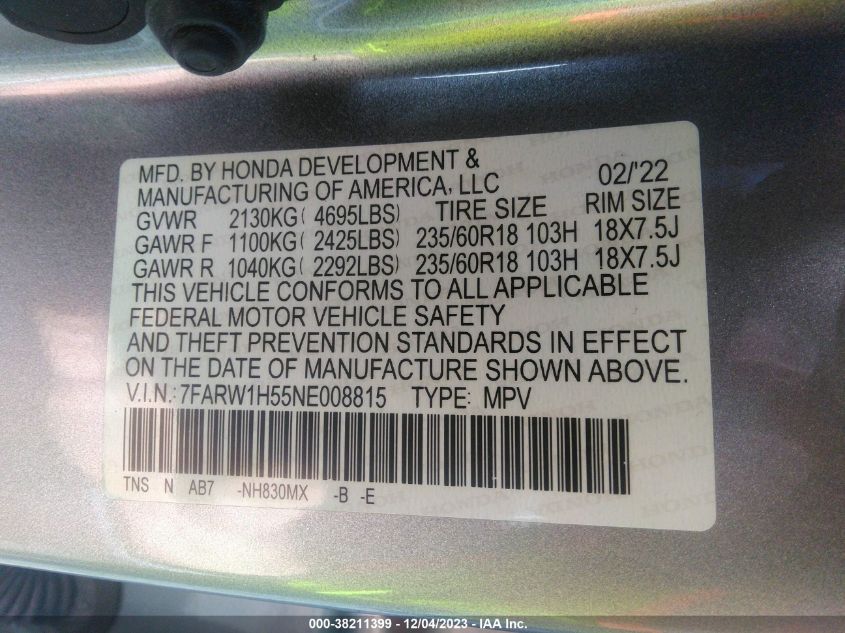 MFD. BY HONDA DEVELOPMENT &
MANUFACTURING OF AMERICA, LLC 02/'22
GVWR 2130KG( 4695LBS) TIRE SIZE RIM SIZE
GAWR F 1100KG( 2425LBS) 235/60R18 103H 18X7.5J
GAWR R 1040KG( 2292LBS) 235/60R18 103H 18X7.5J
THIS VEHICLE CONFORMS TO ALL APPLICABLE
FEDERAL MOTOR VEHICLE SAFETY
AND THEFT PREVENTION STANDARDS IN EFFECT
ON THE DATE OF MANUFACTURE SHOWN ABOVE.
V.I.N.: 7FARW1H55NE008815 TYPE: MPV
TNS N AB7 -NH830MX -B -E
000-38211399 - 12/04/2023 - IAA Inc.